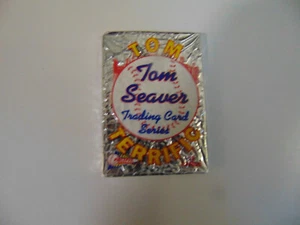 TOM
Tom
Seaver
Trading Card
Series
TERRIFIC